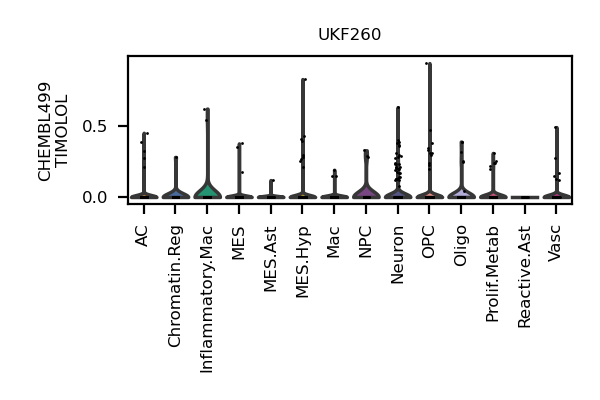 UKF260
CHEMBL499
TIMOLOL
0.5
0.0
AC
Chromatin.Reg
Inflammatory.Mac
MES
MES.Ast
MES.Hyp
Mac
NPC
Neuron
OPC
Oligo
Prolif.Metab
Reactive.Ast
Vasc